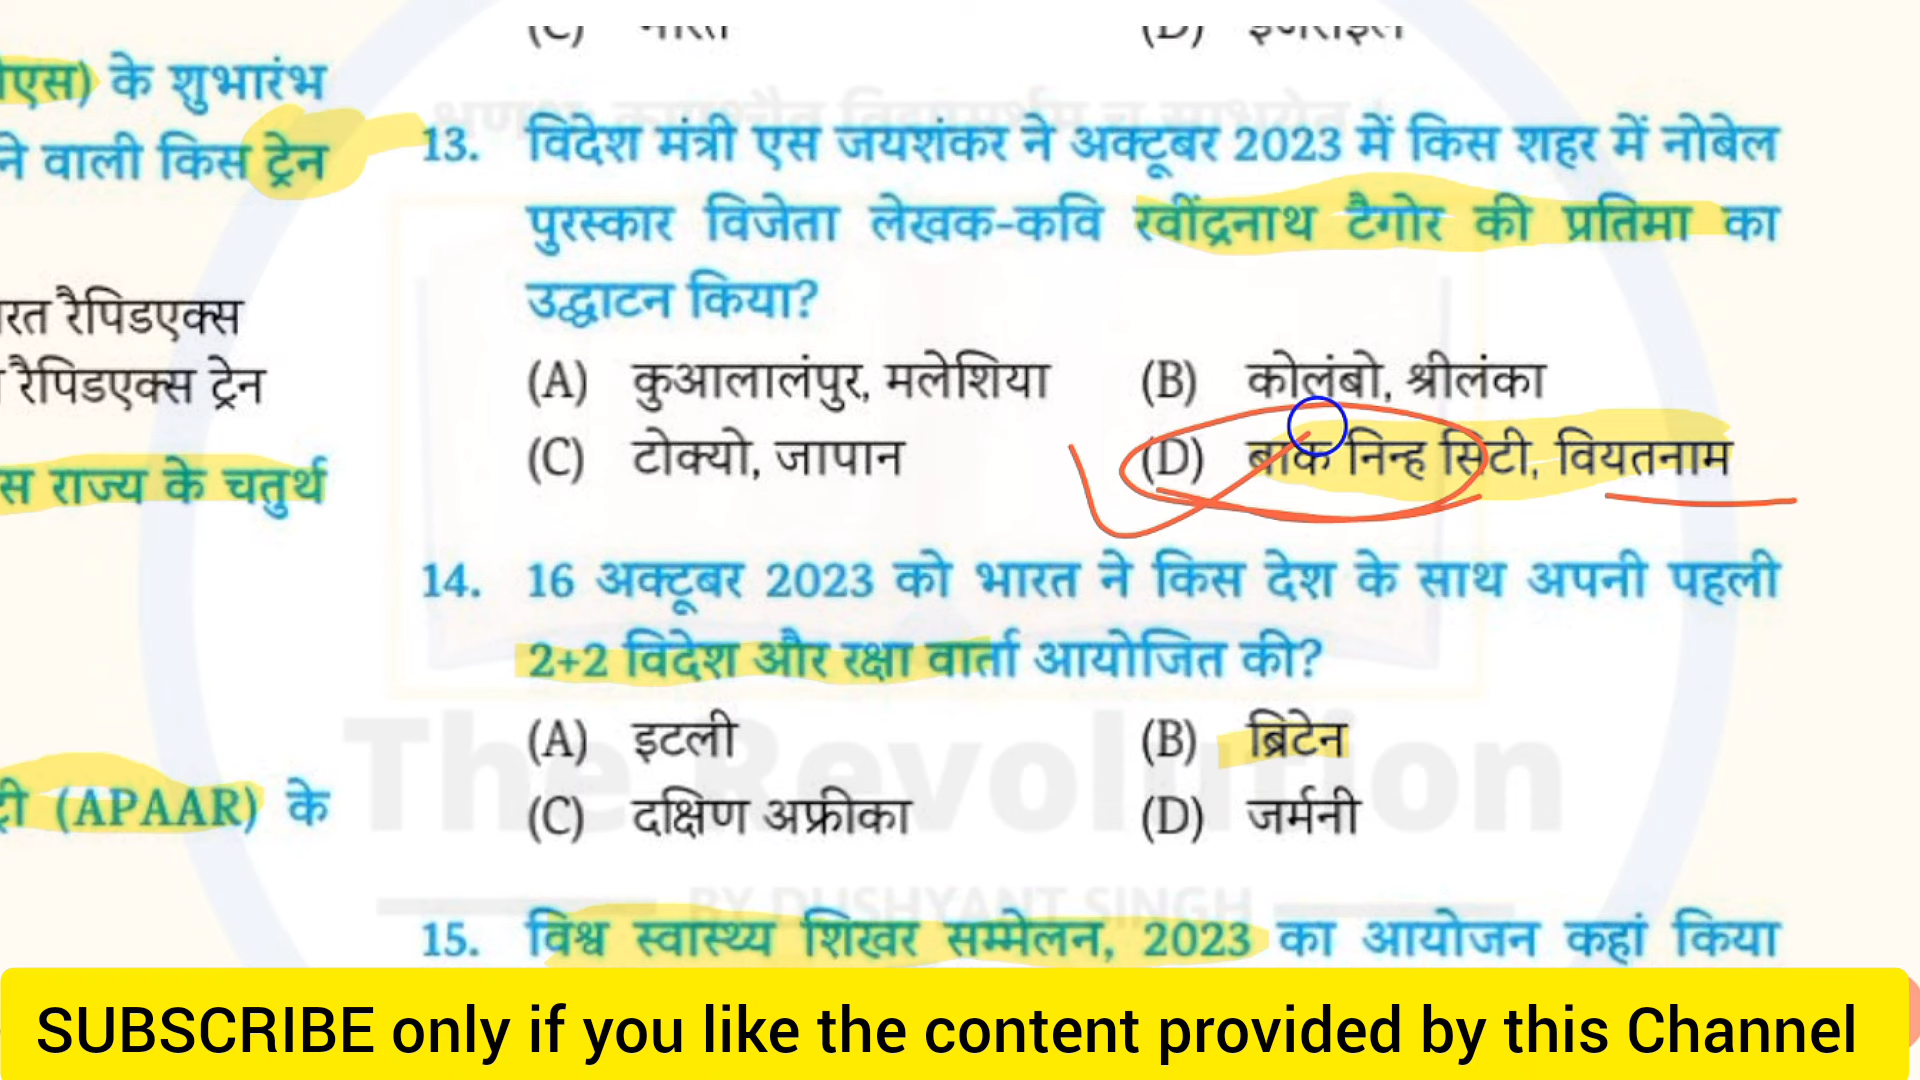 एस) के शुभारंभ
ने वाली किस ट्रेन
रत रैपिडएक्स
रैपिडएक्स ट्रेन
स राज्य के चतुर्थ
ट्री (APAAR) के
(C) भारत (D) इजराइल
13. विदेश मंत्री एस जयशंकर ने अक्टूबर 2023 में किस शहर में नोबेल
पुरस्कार विजेता लेखक-कवि रवींद्रनाथ टैगोर की प्रतिमा का
उद्घाटन किया?
(A) कुआलालंपुर, मलेशिया (B) कोलंबो, श्रीलंका
(C) टोक्यो, जापान (D) बाक निन्ह सिटी, वियतनाम
14. 16 अक्टूबर 2023 को भारत ने किस देश के साथ अपनी पहली
2+2 विदेश और रक्षा वार्ता आयोजित की?
(A) इटली (B) ब्रिटेन
(C) दक्षिण अफ्रीका (D) जर्मनी
The Revolution
BY DUSHYANT SINGH
15. विश्व स्वास्थ्य शिखर सम्मेलन, 2023 का आयोजन कहां किया
SUBSCRIBE only if you like the content provided by this Channel